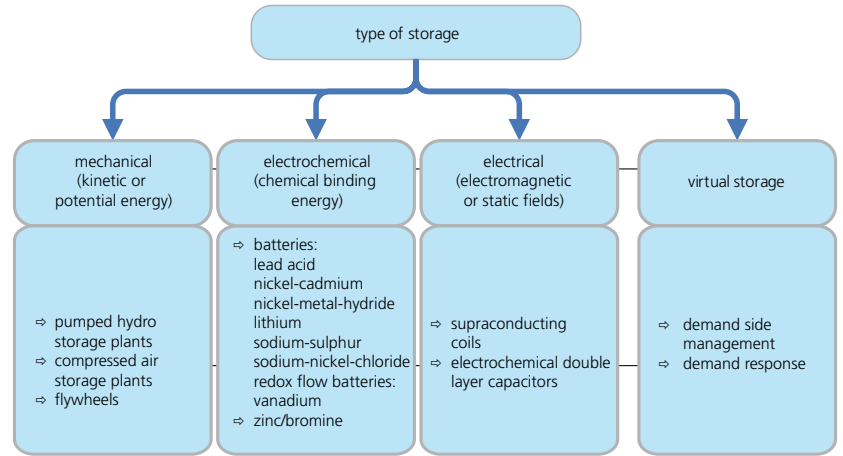 type of storage
mechanical
(kinetic or
potential energy)
electrochemical
(chemical binding
energy)
electrical
(electromagnetic
or static fields)
virtual storage
⇨ pumped hydro
storage plants
⇨ compressed air
storage plants
⇨ flywheels
⇨ batteries:
lead acid
nickel-cadmium
nickel-metal-hydride
lithium
sodium-sulphur
sodium-nickel-chloride
redox flow batteries:
vanadium
⇨ zinc/bromine
⇨ supraconducting
coils
⇨ electrochemical double
layer capacitors
⇨ demand side
management
⇨ demand response